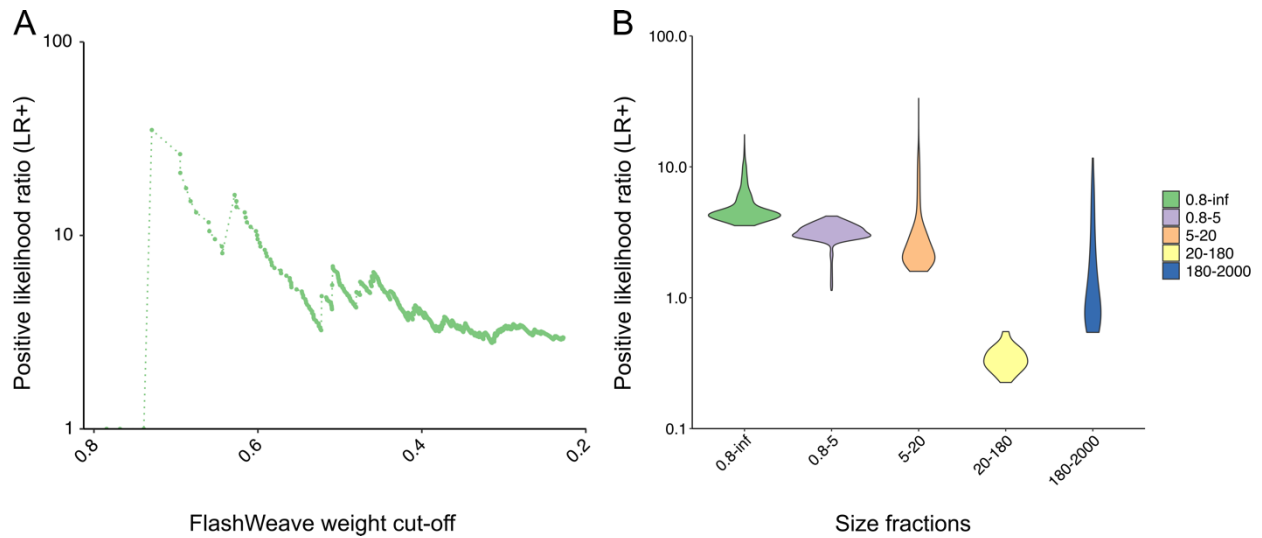 A
Positive likelihood ratio (LR+)
100
10
1
0.8
0.6
0.4
0.2
FlashWeave weight cut-off
B
Positive likelihood ratio (LR+)
100.0
10.0
1.0
0.1
0.8-inf
0.8-5
5-20
20-180
180-2000
Size fractions
0.8-inf
0.8-5
5-20
20-180
180-2000